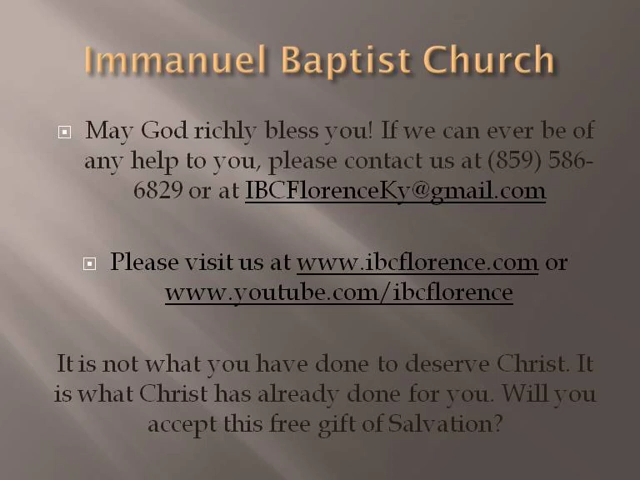 Immanuel Baptist Church
May God richly bless you! If we can ever be of
any help to you, please contact us at (859) 586-
6829 or at IBCFlorenceKy@gmail.com
Please visit us at www.ibcflorence.com or
www.youtube.com/ibcflorence
It is not what you have done to deserve Christ. It
is what Christ has already done for you. Will you
accept this free gift of Salvation?